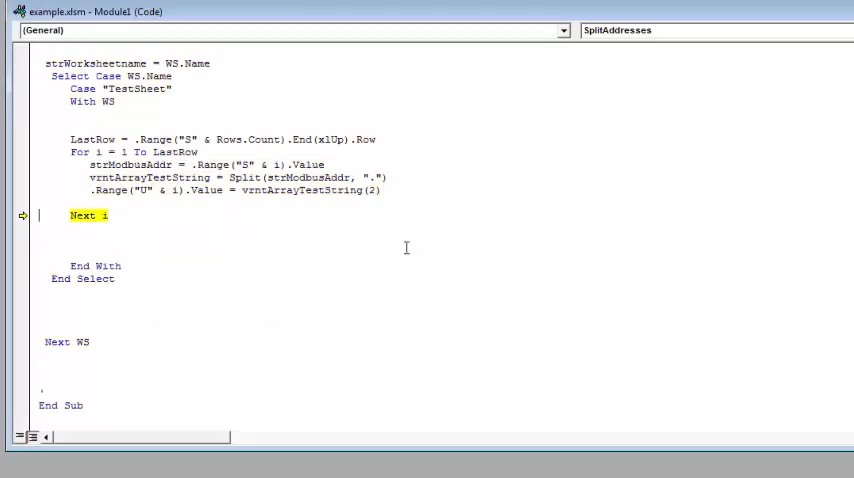 example.xlsm - Module1 (Code)
(General)
SplitAddresses
strWorksheetname = WS.Name
Select Case WS.Name
Case "TestSheet"
With WS
LastRow = .Range("S" & Rows.Count).End(xlUp).Row
For i = 1 To LastRow
strModbusAddr = .Range("S" & i).Value
vrntArrayTestString = Split(strModbusAddr, ".")
.Range("U" & i).Value = vrntArrayTestString(2)
Next i
End With
End Select
Next WS
'
End Sub